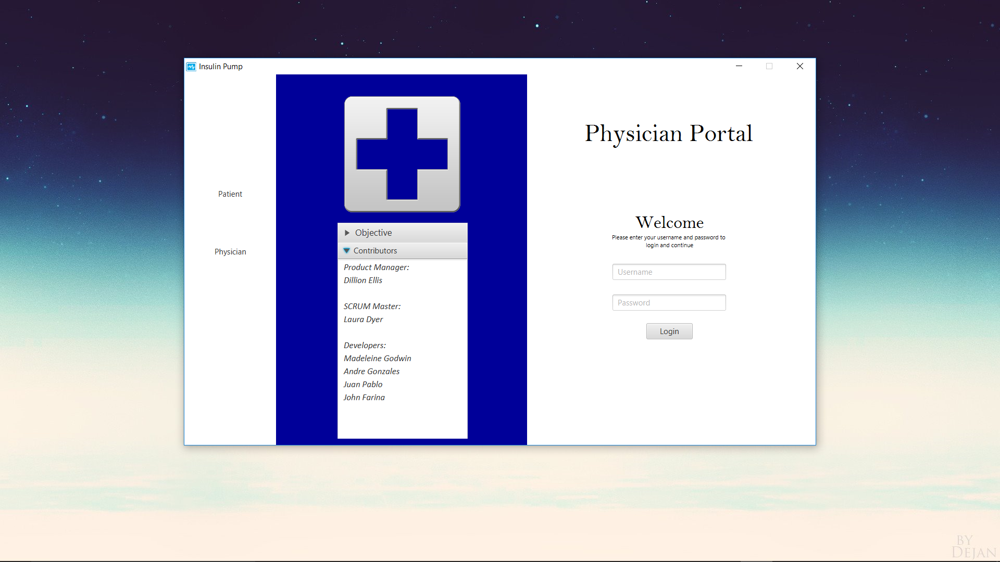 Insulin Pump
Patient
Physician
Objective
Contributors
Product Manager:
Dillion Ellis
SCRUM Master:
Laura Dyer
Developers:
Madeleine Godwin
Andre Gonzales
Juan Pablo
John Farina
Physician Portal
Welcome
Please enter your username and password to
login and continue
Username
Password
Login
BY
DEJAN